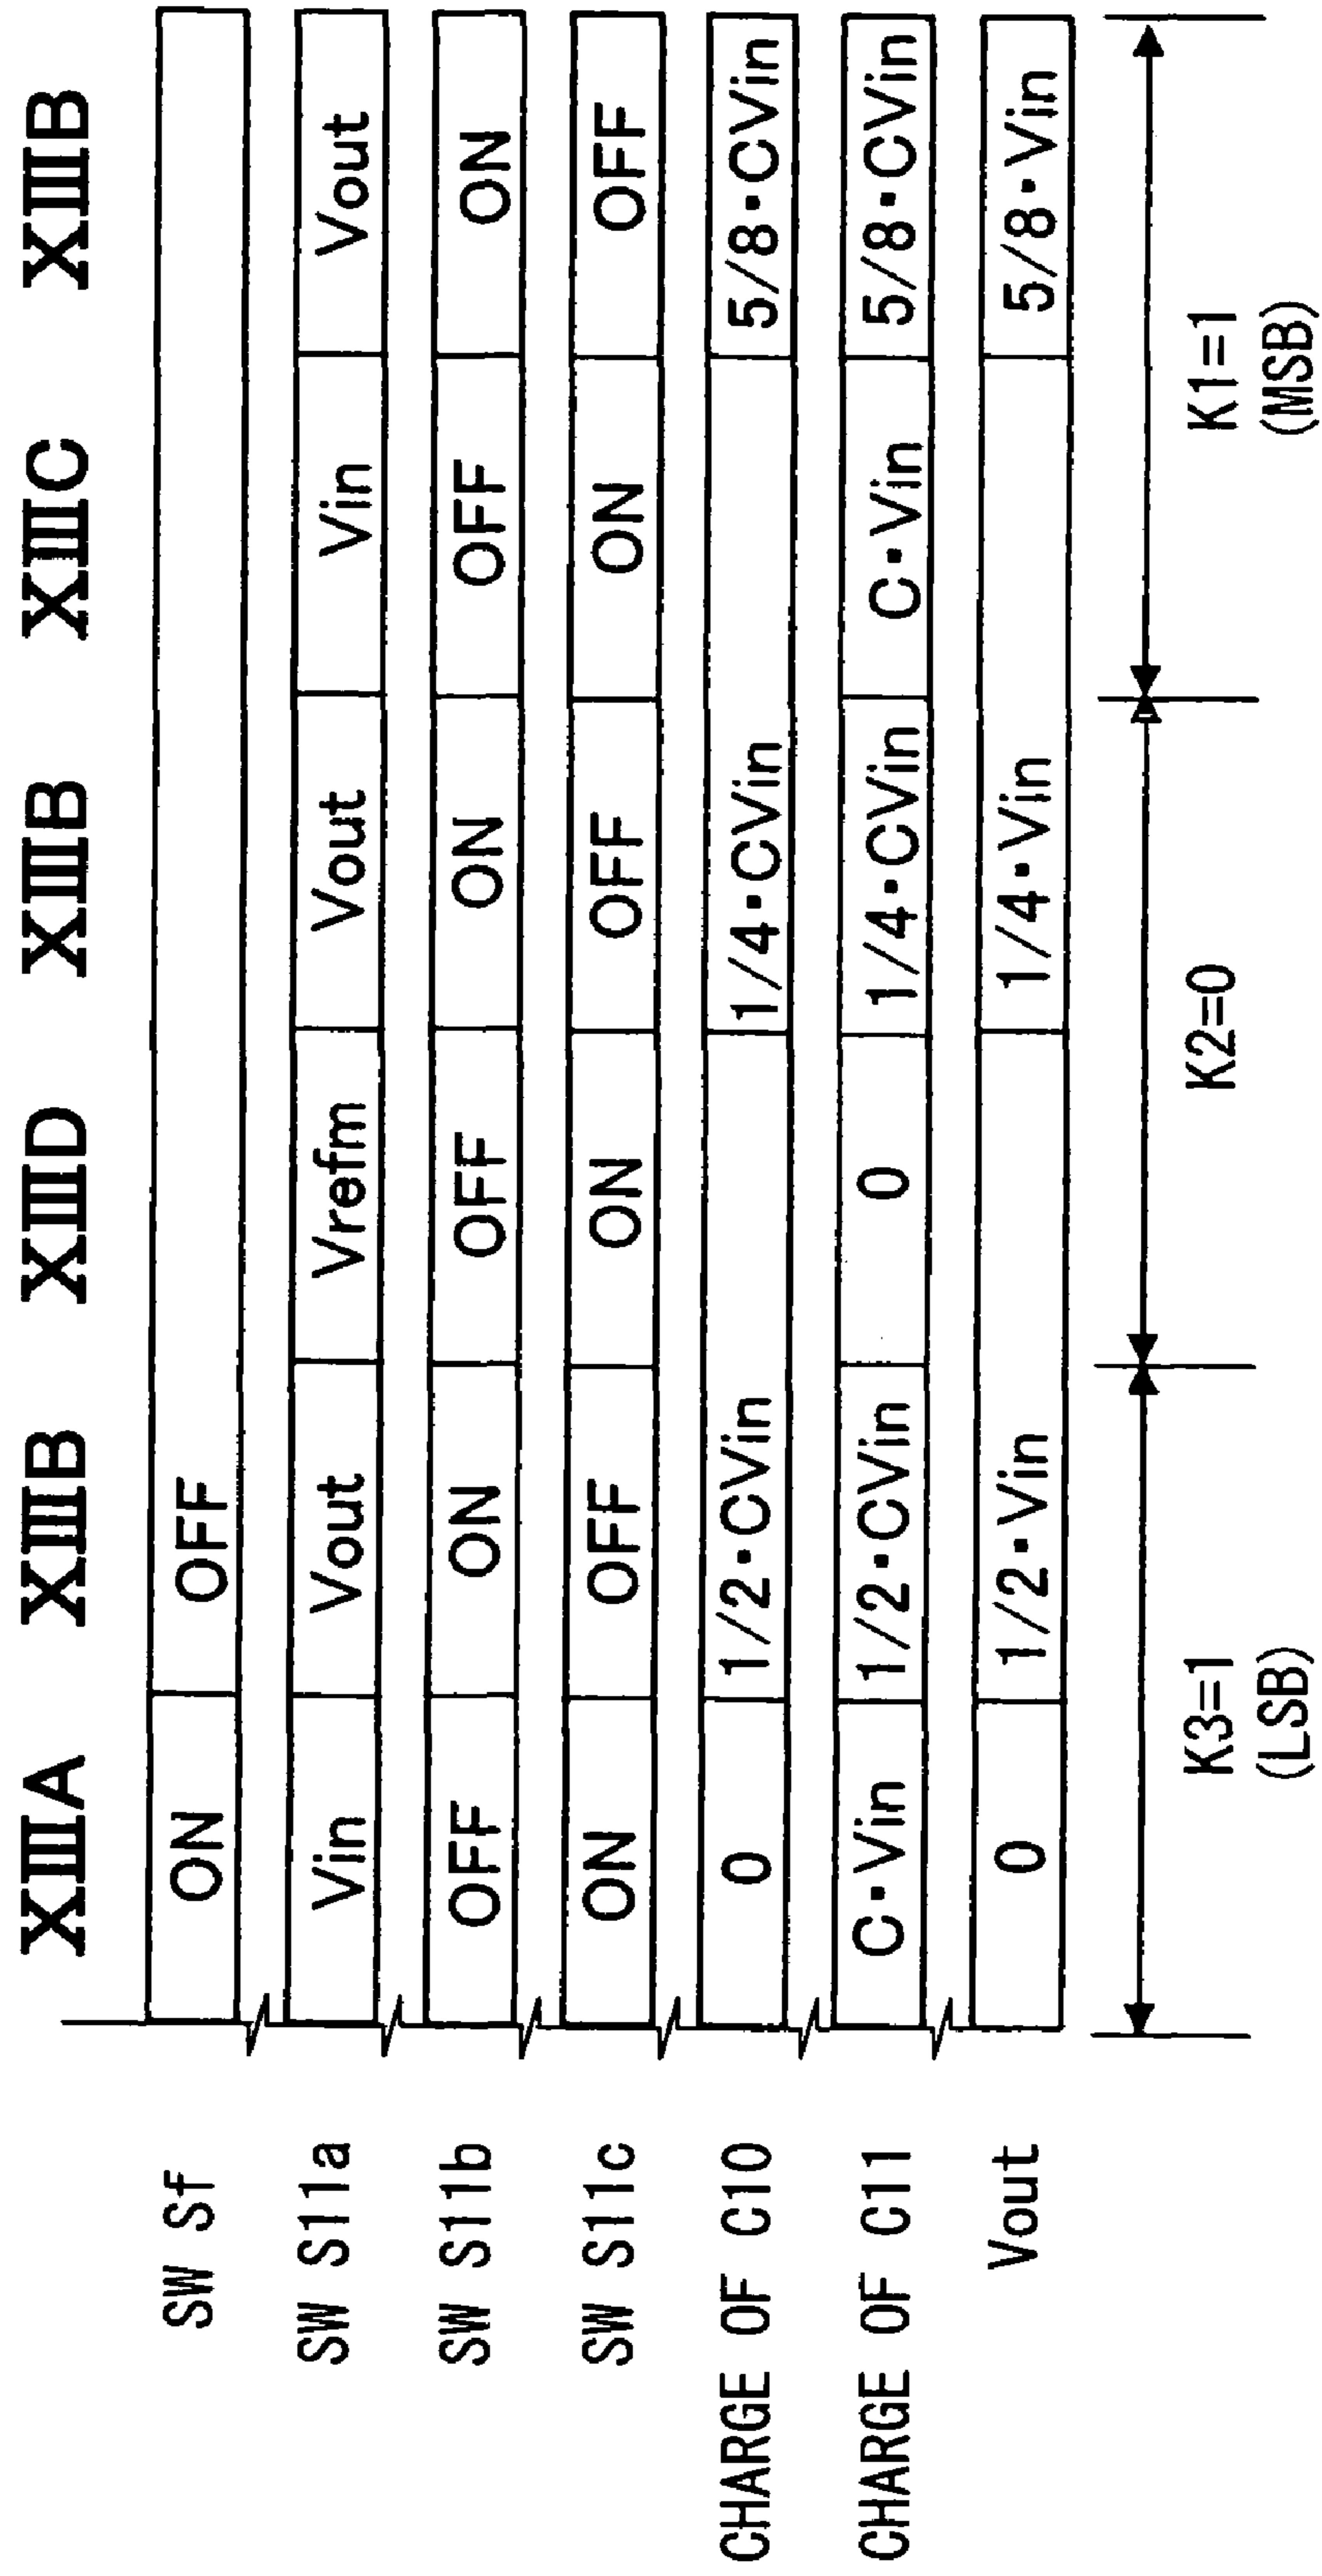 XIIIA XIIIB XIIID XIIIB XIIIC XIIIB
SW Sf ON OFF
SW S11a Vin Vout Vrefm Vout Vin Vout
SW S11b OFF ON OFF ON OFF ON
SW S11c ON OFF ON OFF ON OFF
CHARGE OF C10 0 1/2・CVin 1/4・CVin 5/8・CVin
CHARGE OF C11 C・Vin 1/2・CVin 0 1/4・CVin C・Vin 5/8・CVin
Vout 0 1/2・Vin 1/4・Vin 5/8・Vin
K3=1 K2=0 K1=1
(LSB) (MSB)